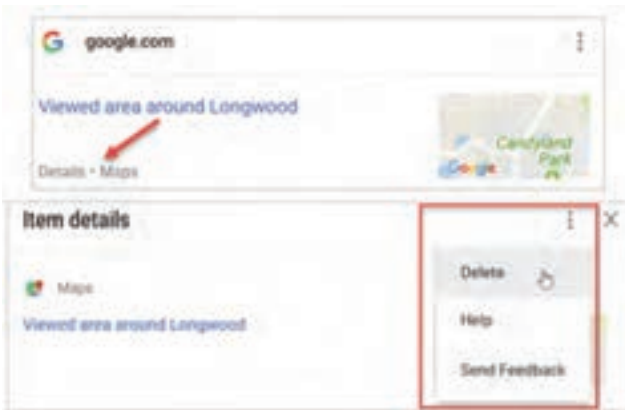 google.com
Viewed area around Longwood
Candyland
Park
Google
Details • Maps
Item details
Maps
Viewed area around Longwood
Delete
Help
Send Feedback